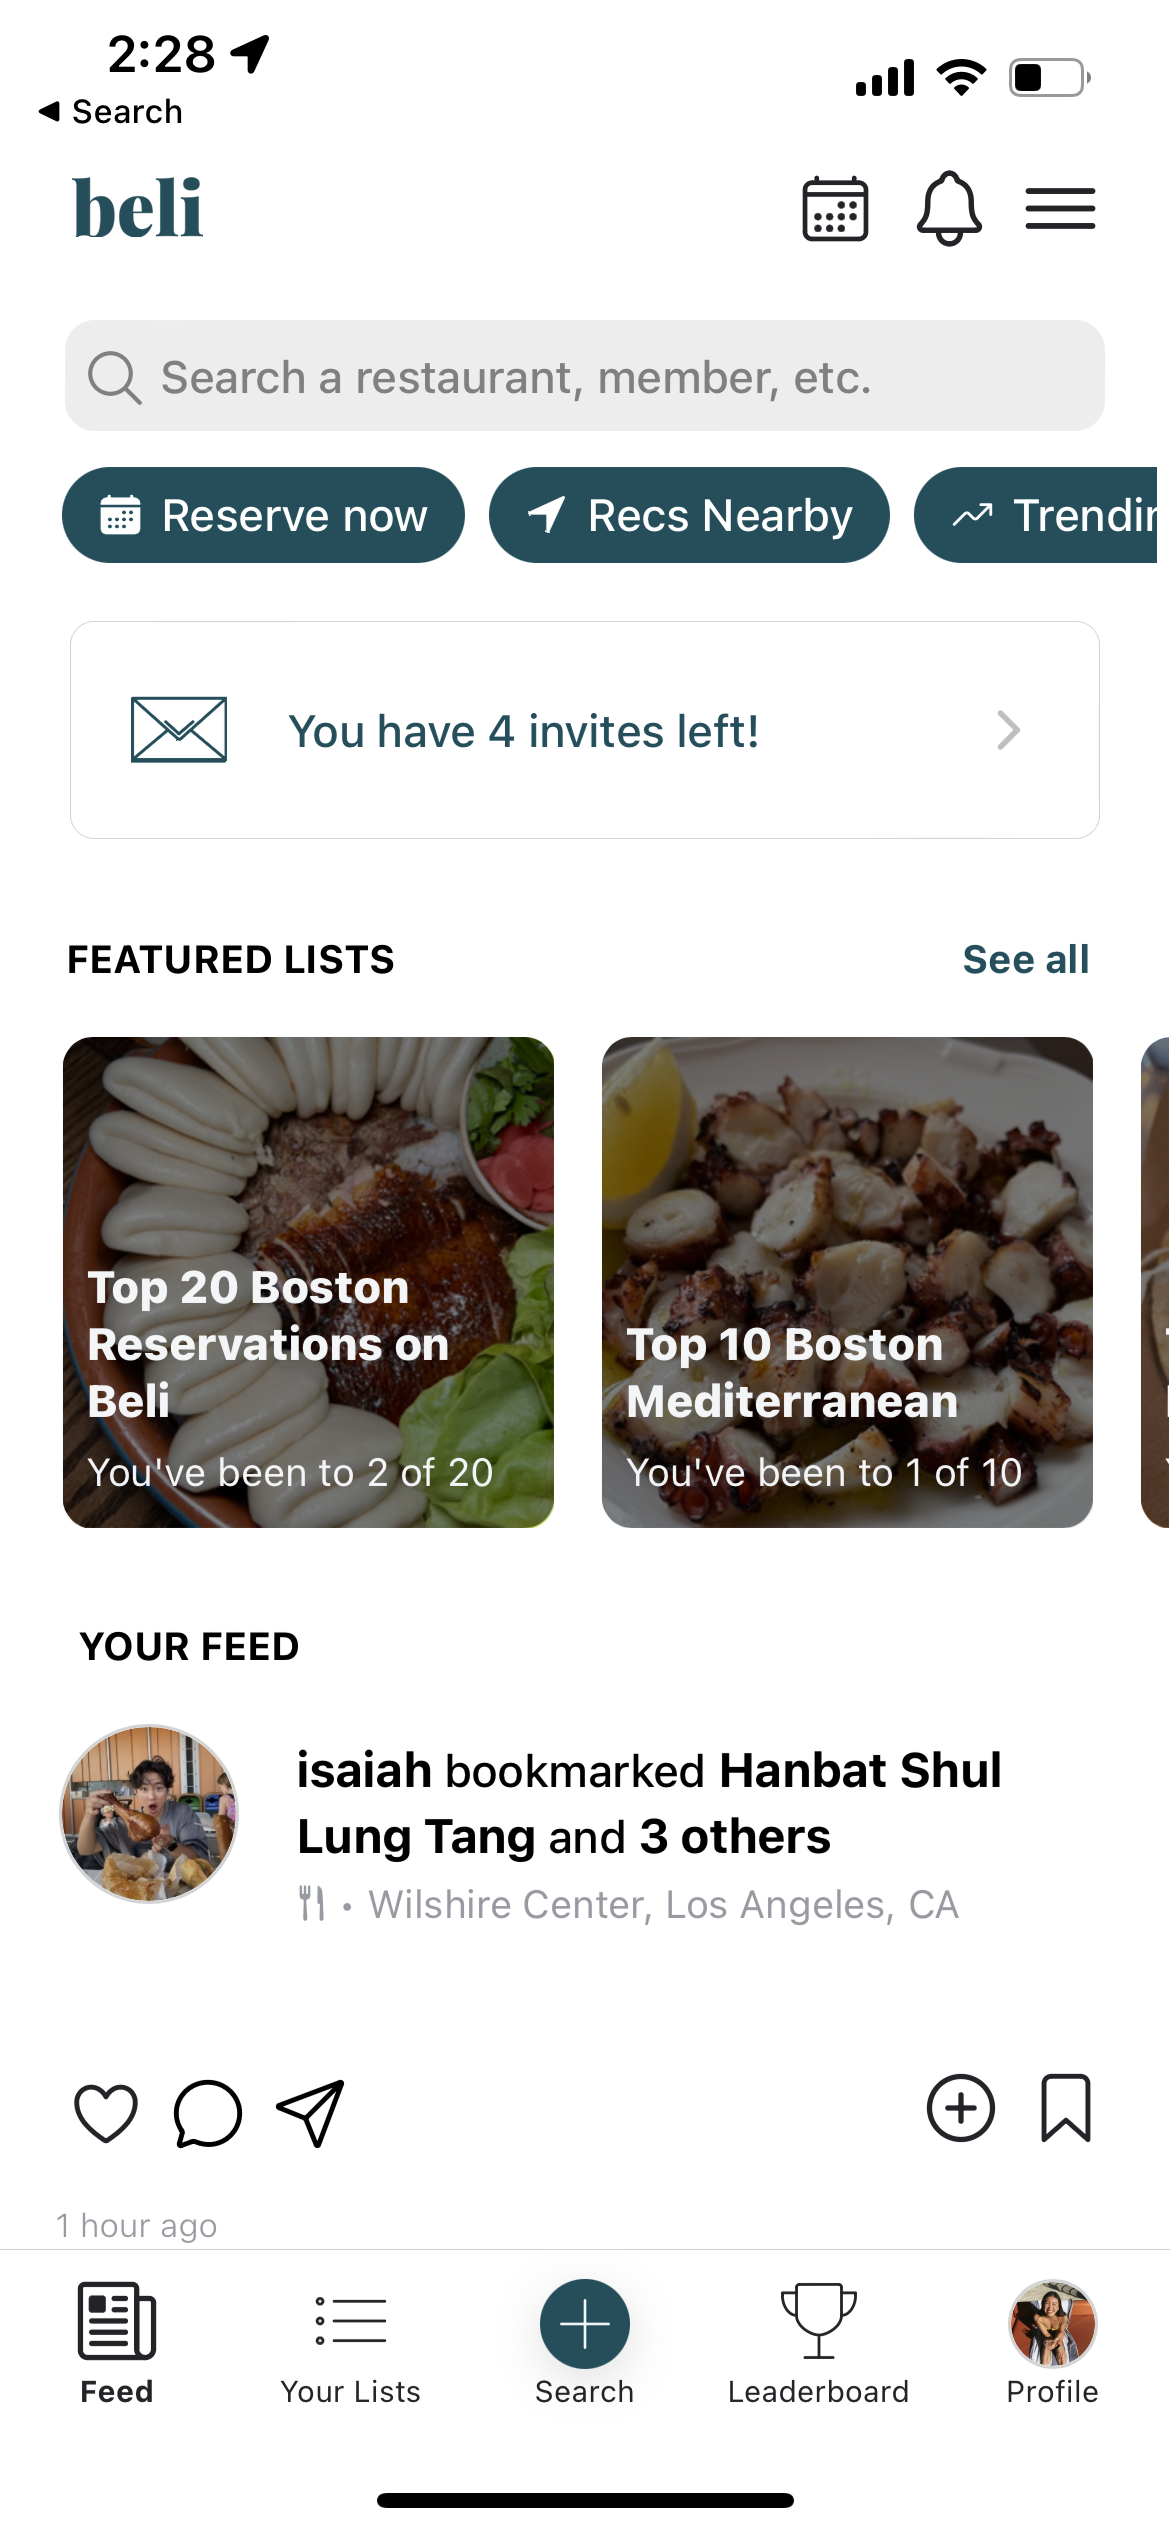 2:28
Search
beli
Search a restaurant, member, etc.
Reserve now
Recs Nearby
You have 4 invites left!
FEATURED LISTS
See all
Top 20 Boston
Reservations on
Beli
You've been to 2 of 20
Top 10 Boston
Mediterranean
You've been to 1 of 10
YOUR FEED
isaiah bookmarked Hanbat Shul
Lung Tang and 3 others
• Wilshire Center, Los Angeles, CA
1 hour ago
Feed
Your Lists
Search
Leaderboard
Profile